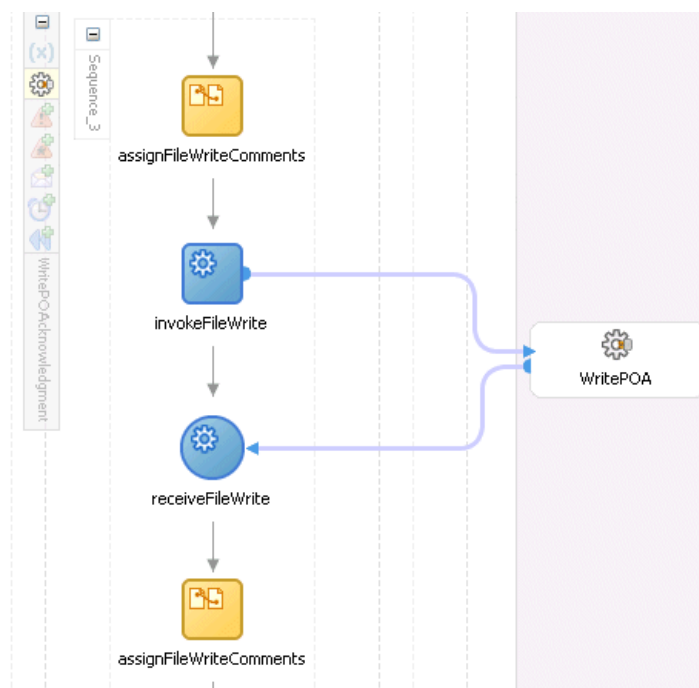 (x)
Sequence_3
assignFileWriteComments
invokeFileWrite
WritePOA
WritePOAcknowledgment
receiveFileWrite
assignFileWriteComments